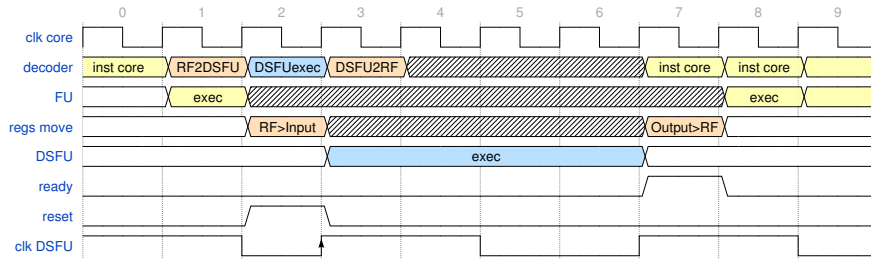 0 1 2 3 4 5 6 7 8 9
clk core
decoder inst core RF2DSFU DSFUexec DSFU2RF inst core inst core
FU exec exec
regs move RF>Input Output>RF
DSFU exec
ready
reset
clk DSFU